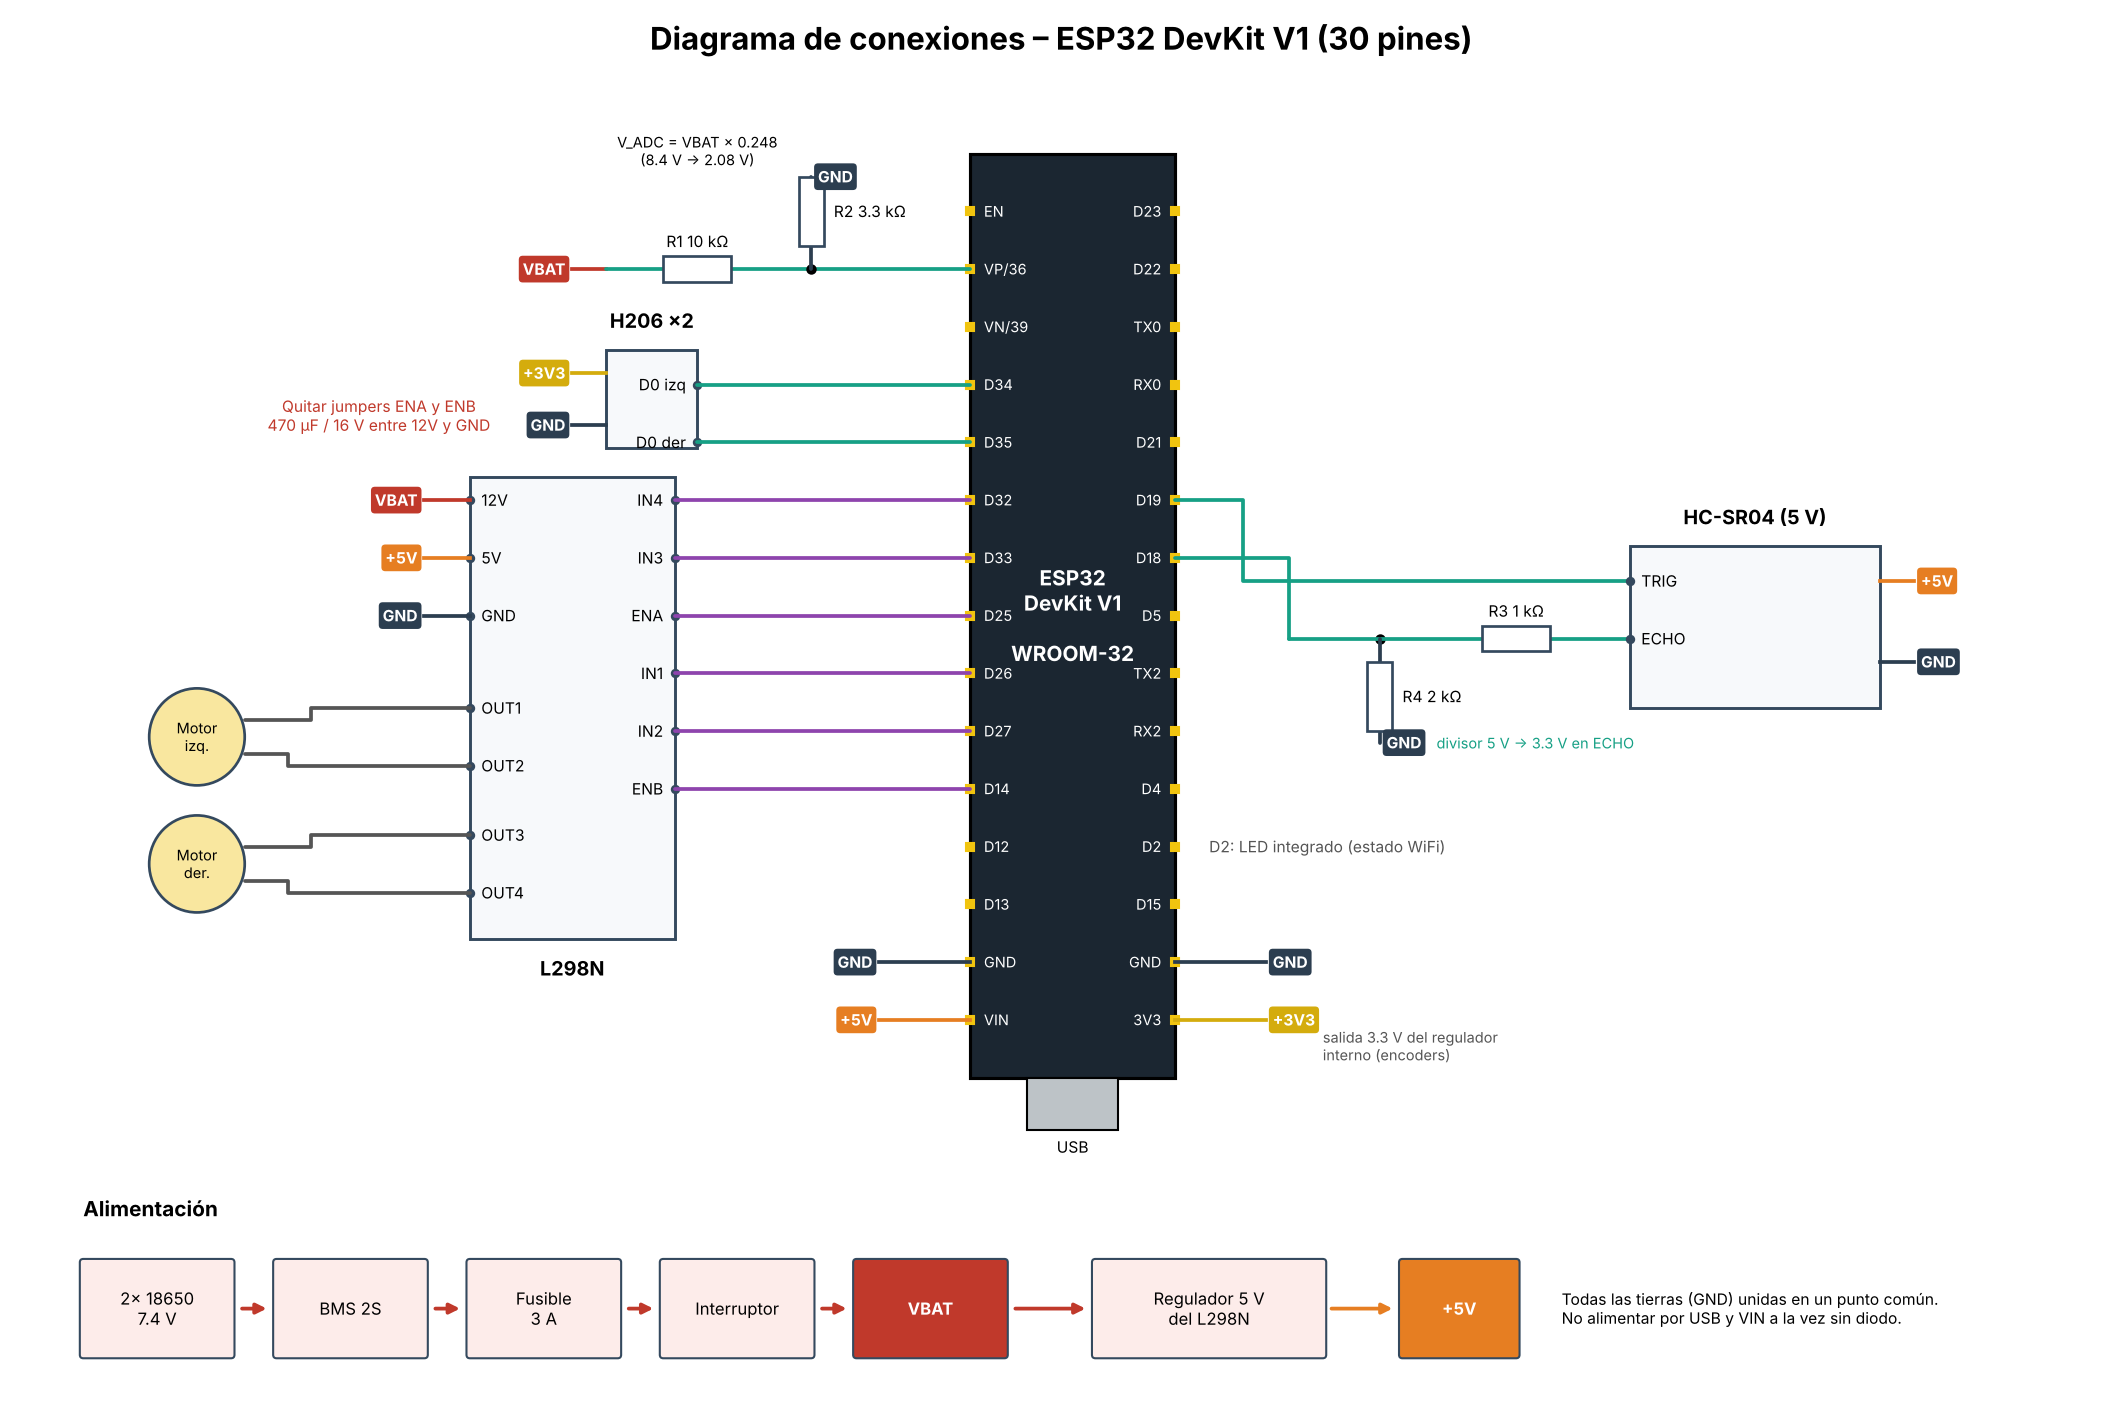 Diagrama de conexiones – ESP32 DevKit V1 (30 pines)
V_ADC = VBAT × 0.248
(8.4 V → 2.08 V)
GND
R2 3.3 kΩ
R1 10 kΩ
VBAT
H206 ×2
+3V3
GND
D0 izq
D0 der
Quitar jumpers ENA y ENB
470 µF / 16 V entre 12V y GND
VBAT
+5V
GND
12V
5V
GND
OUT1
OUT2
OUT3
OUT4
IN4
IN3
ENA
IN1
IN2
ENB
L298N
Motor
izq.
Motor
der.
EN
VP/36
VN/39
D34
D35
D32
D33
D25
D26
D27
D14
D12
D13
GND
VIN
GND
+5V
ESP32
DevKit V1
WROOM-32
D23
D22
TX0
RX0
D21
D19
D18
D5
TX2
RX2
D4
D2
D15
GND
3V3
USB
HC-SR04 (5 V)
TRIG
ECHO
+5V
GND
R3 1 kΩ
R4 2 kΩ
GND
divisor 5 V → 3.3 V en ECHO
D2: LED integrado (estado WiFi)
GND
+3V3
salida 3.3 V del regulador
interno (encoders)
Alimentación
2× 18650
7.4 V
BMS 2S
Fusible
3 A
Interruptor
VBAT
Regulador 5 V
del L298N
+5V
Todas las tierras (GND) unidas en un punto común.
No alimentar por USB y VIN a la vez sin diodo.